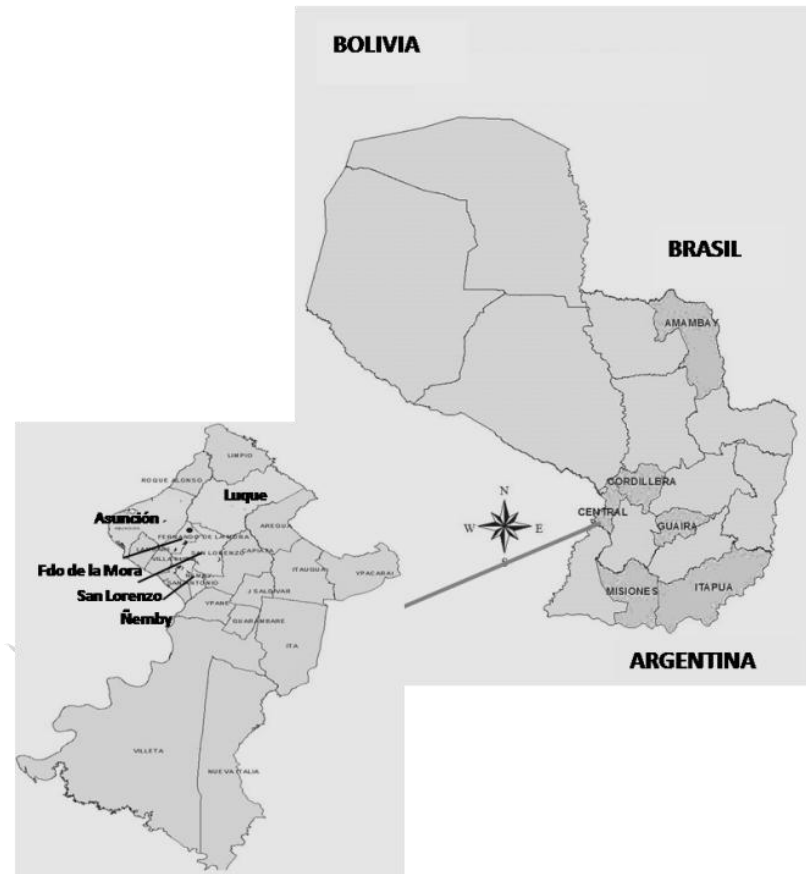 BOLIVIA
BRASIL
AMAMBAY
CORDILLERA
CENTRAL
GUAIRA
MISIONES
ITAPUA
ARGENTINA
N
W E
S
LIMPIO
ROQUE ALONSO
Luque
Asunción
AREGUA
FERNANDO DE LA MORA
SAN LORENZO
CAPIATA
Fdo de la Mora
ITAUGUA
YPACARAI
San Lorenzo
SAN ANTONIO
J SALDIVAR
YPANE
Ñemby
GUARAMBARE
ITA
VILLETA
NUEVA ITALIA